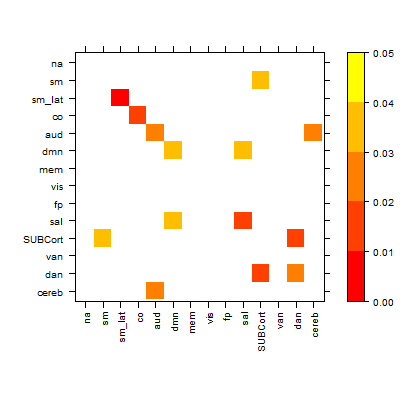 na
sm
sm_lat
co
aud
dmn
mem
vis
fp
sal
SUBCort
van
dan
cereb
na
sm
sm_lat
co
aud
dmn
mem
vis
fp
sal
SUBCort
van
dan
cereb
0.05
0.04
0.03
0.02
0.01
0.00